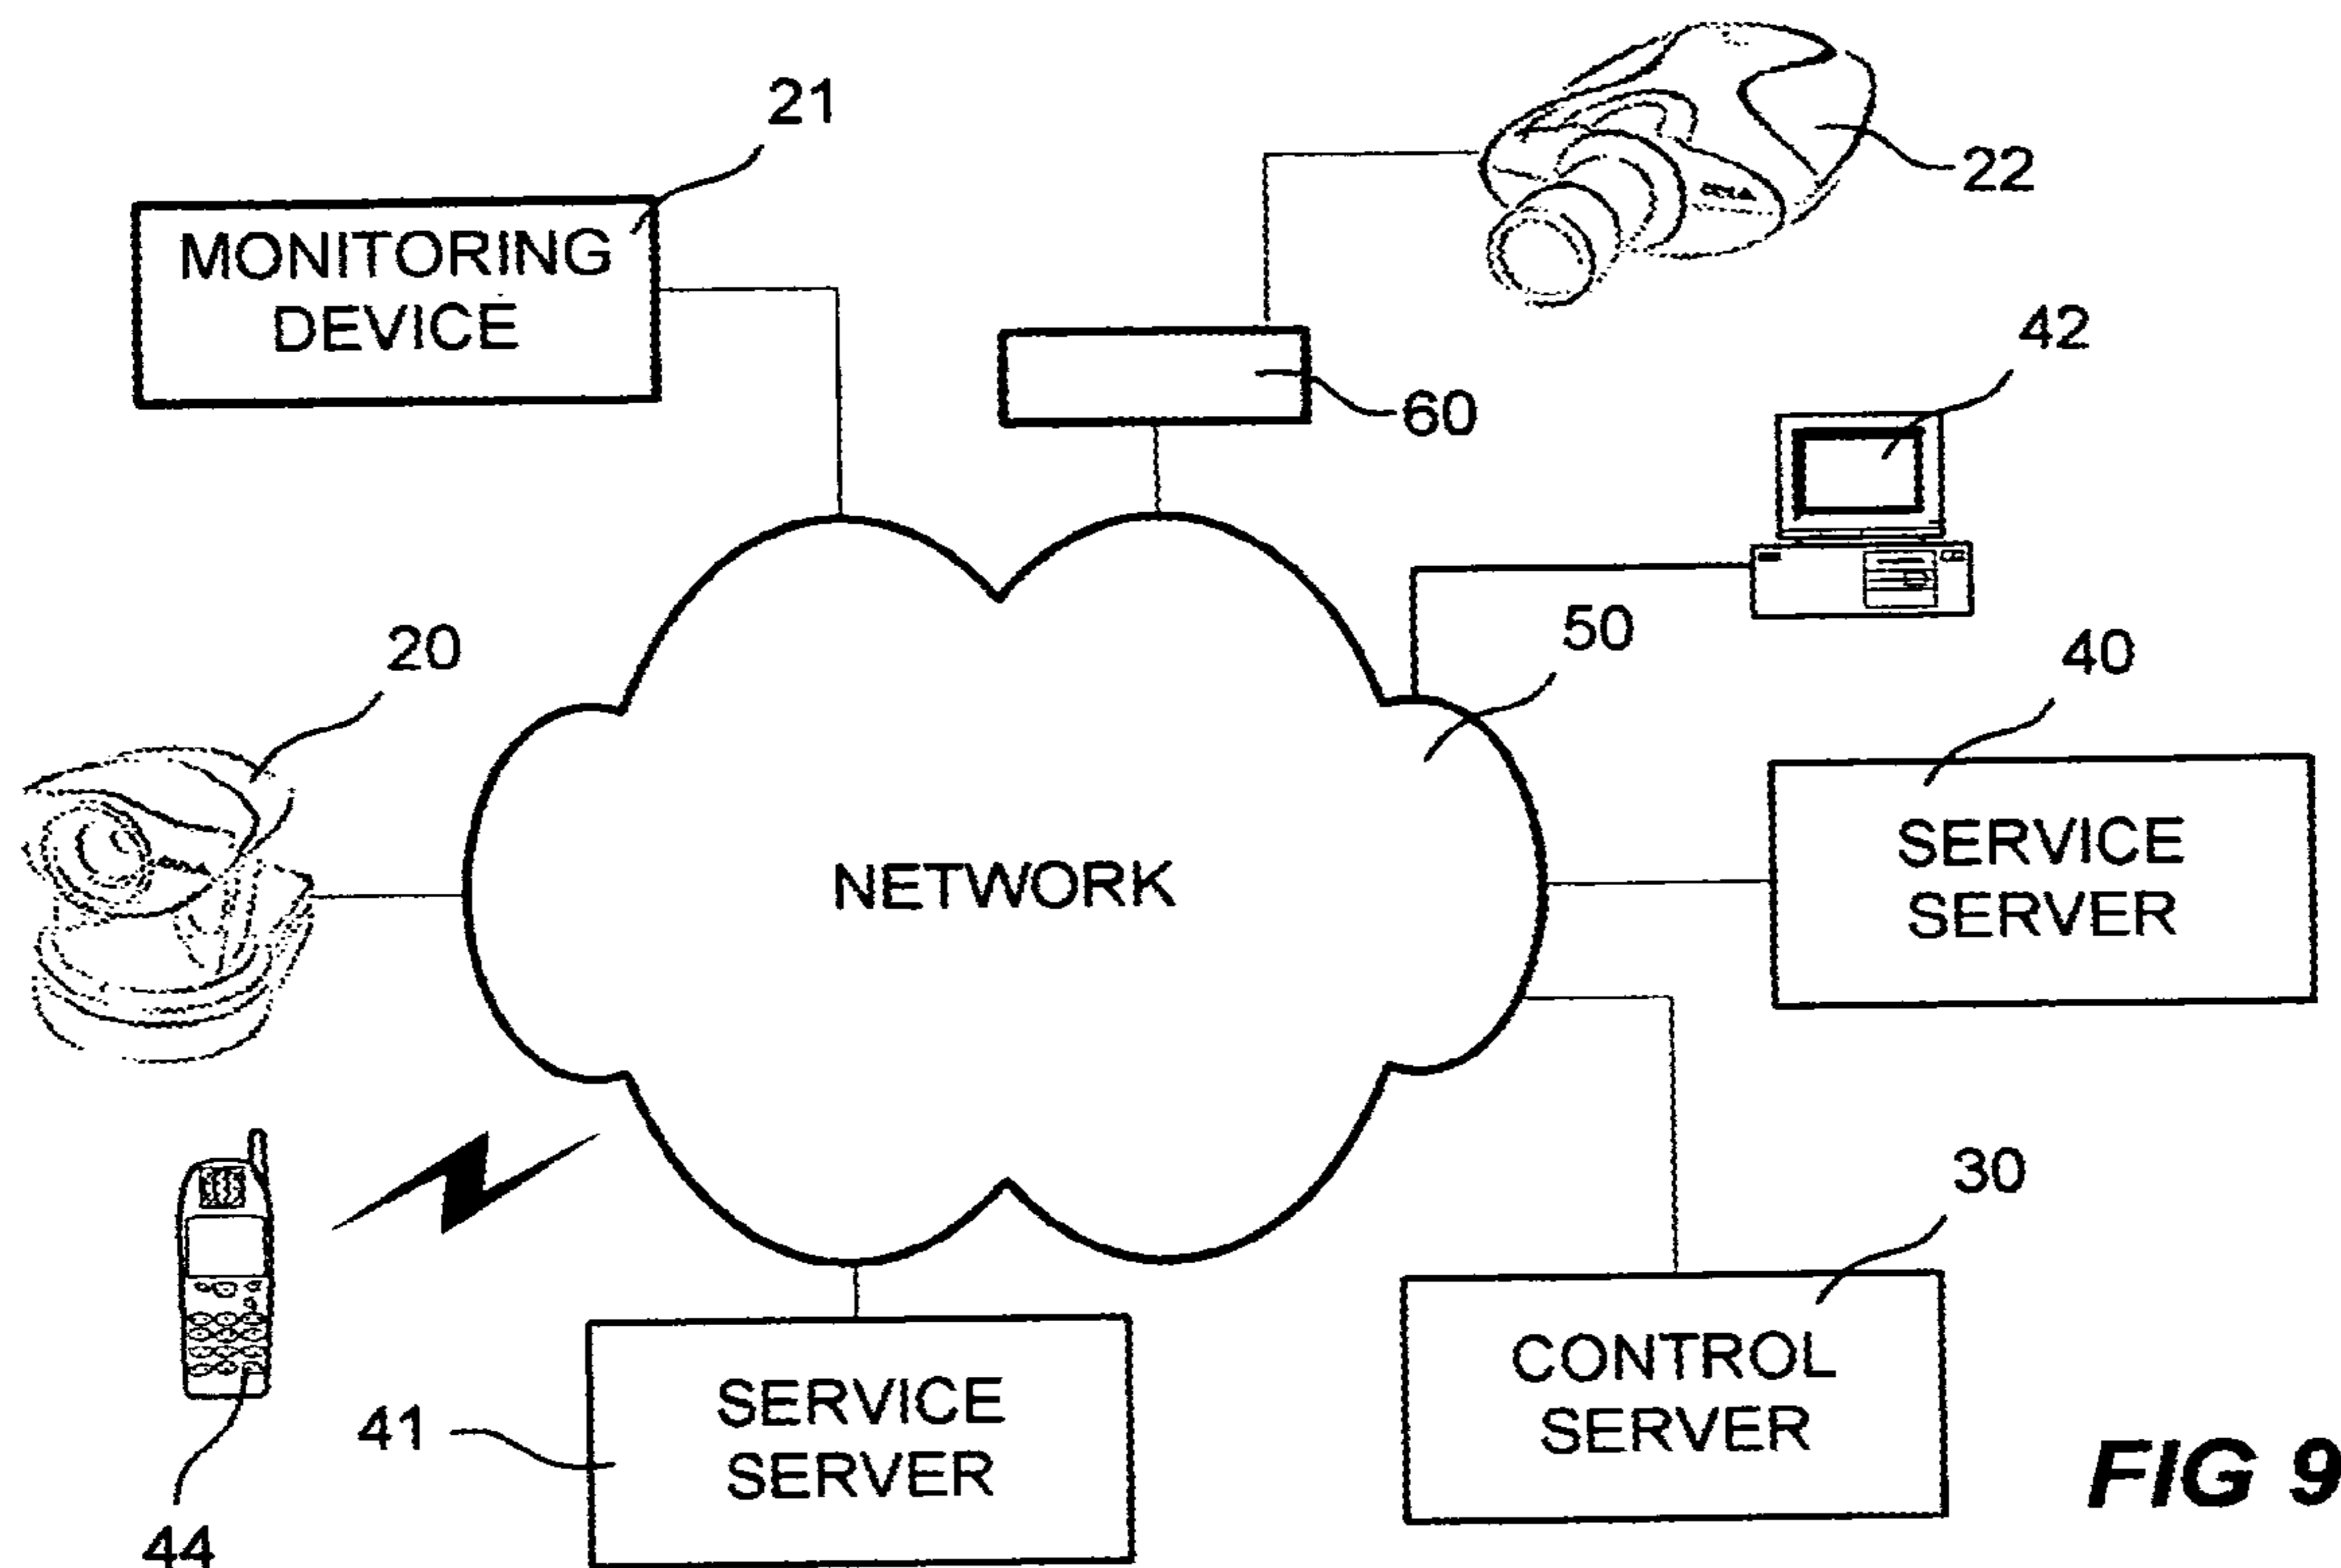 21
22
MONITORING
DEVICE
42
60
50
20
40
SERVICE
SERVER
NETWORK
30
CONTROL
SERVER
SERVICE
SERVER
41
44
FIG 9